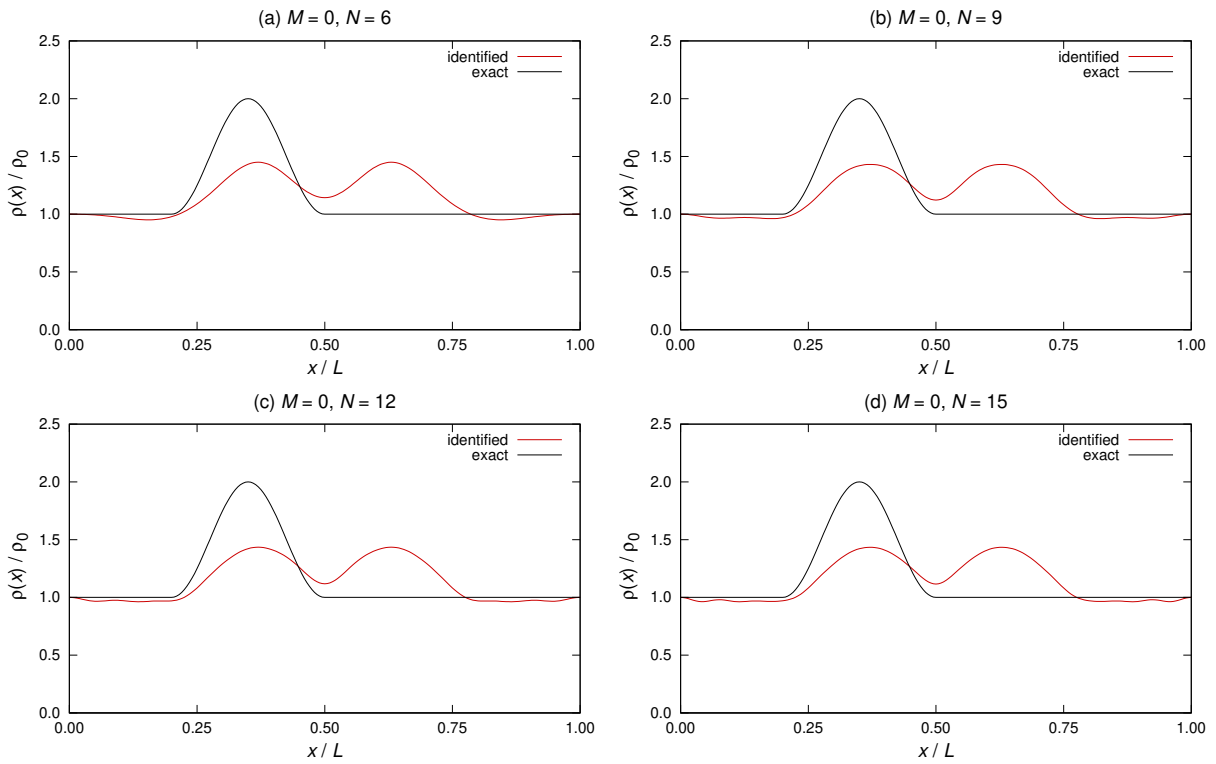 (a) M = 0, N = 6
2.5
2.0
1.5
1.0
0.5
0.0
ρ(x) / ρ0
identified
exact
0.00
0.25
0.50
0.75
1.00
x / L
(b) M = 0, N = 9
2.5
2.0
1.5
1.0
0.5
0.0
ρ(x) / ρ0
identified
exact
0.00
0.25
0.50
0.75
1.00
x / L
(c) M = 0, N = 12
2.5
2.0
1.5
1.0
0.5
0.0
ρ(x) / ρ0
identified
exact
0.00
0.25
0.50
0.75
1.00
x / L
(d) M = 0, N = 15
2.5
2.0
1.5
1.0
0.5
0.0
ρ(x) / ρ0
identified
exact
0.00
0.25
0.50
0.75
1.00
x / L